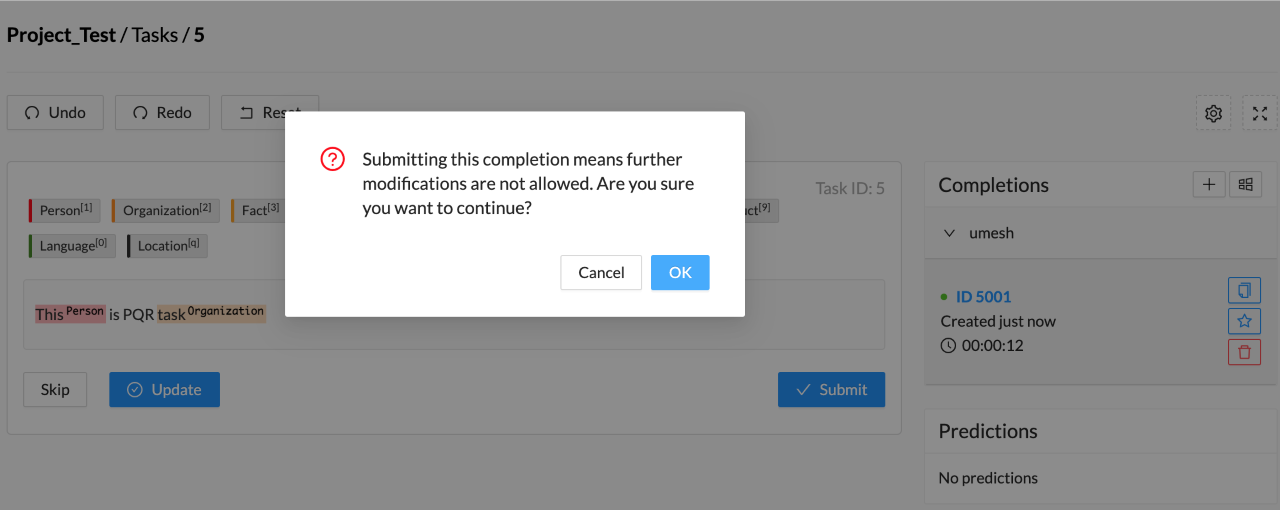 Project_Test / Tasks / 5
Undo
Redo
Reset
Submitting this completion means further
modifications are not allowed. Are you sure
you want to continue?
Cancel
OK
Task ID: 5
Person[1]
Organization[2]
Fact[3]
[9]
Language[0]
Location[q]
This Person is PQR task Organization
Skip
Update
Submit
Completions
umesh
ID 5001
Created just now
00:00:12
Predictions
No predictions